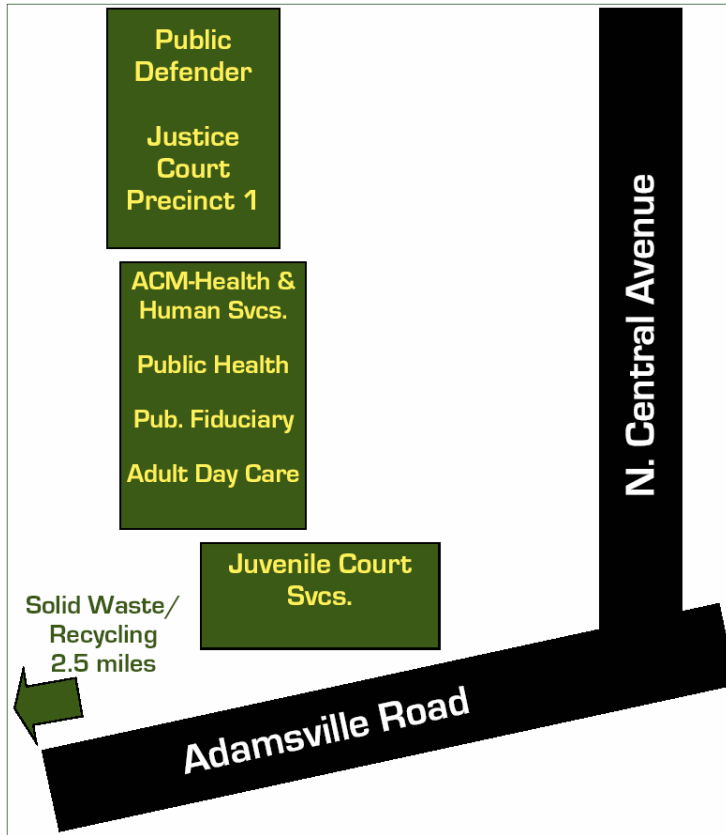 Public
Defender
Justice
Court
Precinct 1
ACM-Health &
Human Svcs.
Public Health
Pub. Fiduciary
Adult Day Care
Juvenile Court
Svcs.
Solid Waste/
Recycling
2.5 miles
N. Central Avenue
Adamsville Road